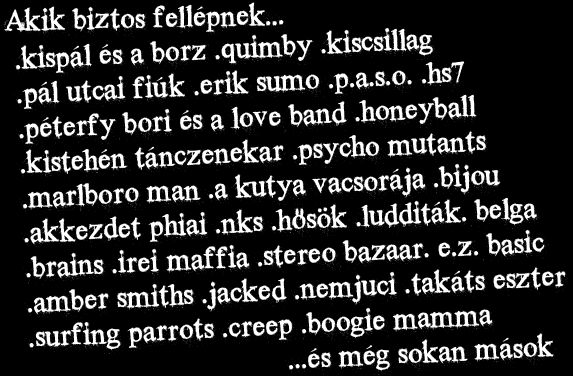 Akik biztos fellépnek...
.kispál és a borz .quimby .kiscsillag
.pál utcai fiúk .erik sumo .p.a.s.o. .hs7
.péterfy bori és a love band .honeyball
.kistehén tánczenekar .psycho mutants
.marlboro man .a kutya vacsorája .bijou
.akkezdet phiai .nks .hősök .ludditák. belga
.brains .irei maffia .stereo bazaar. e.z. basic
.amber smiths .jacked .nemjuci .takáts eszter
.surfing parrots .creep .boogie mamma
...és még sokan mások